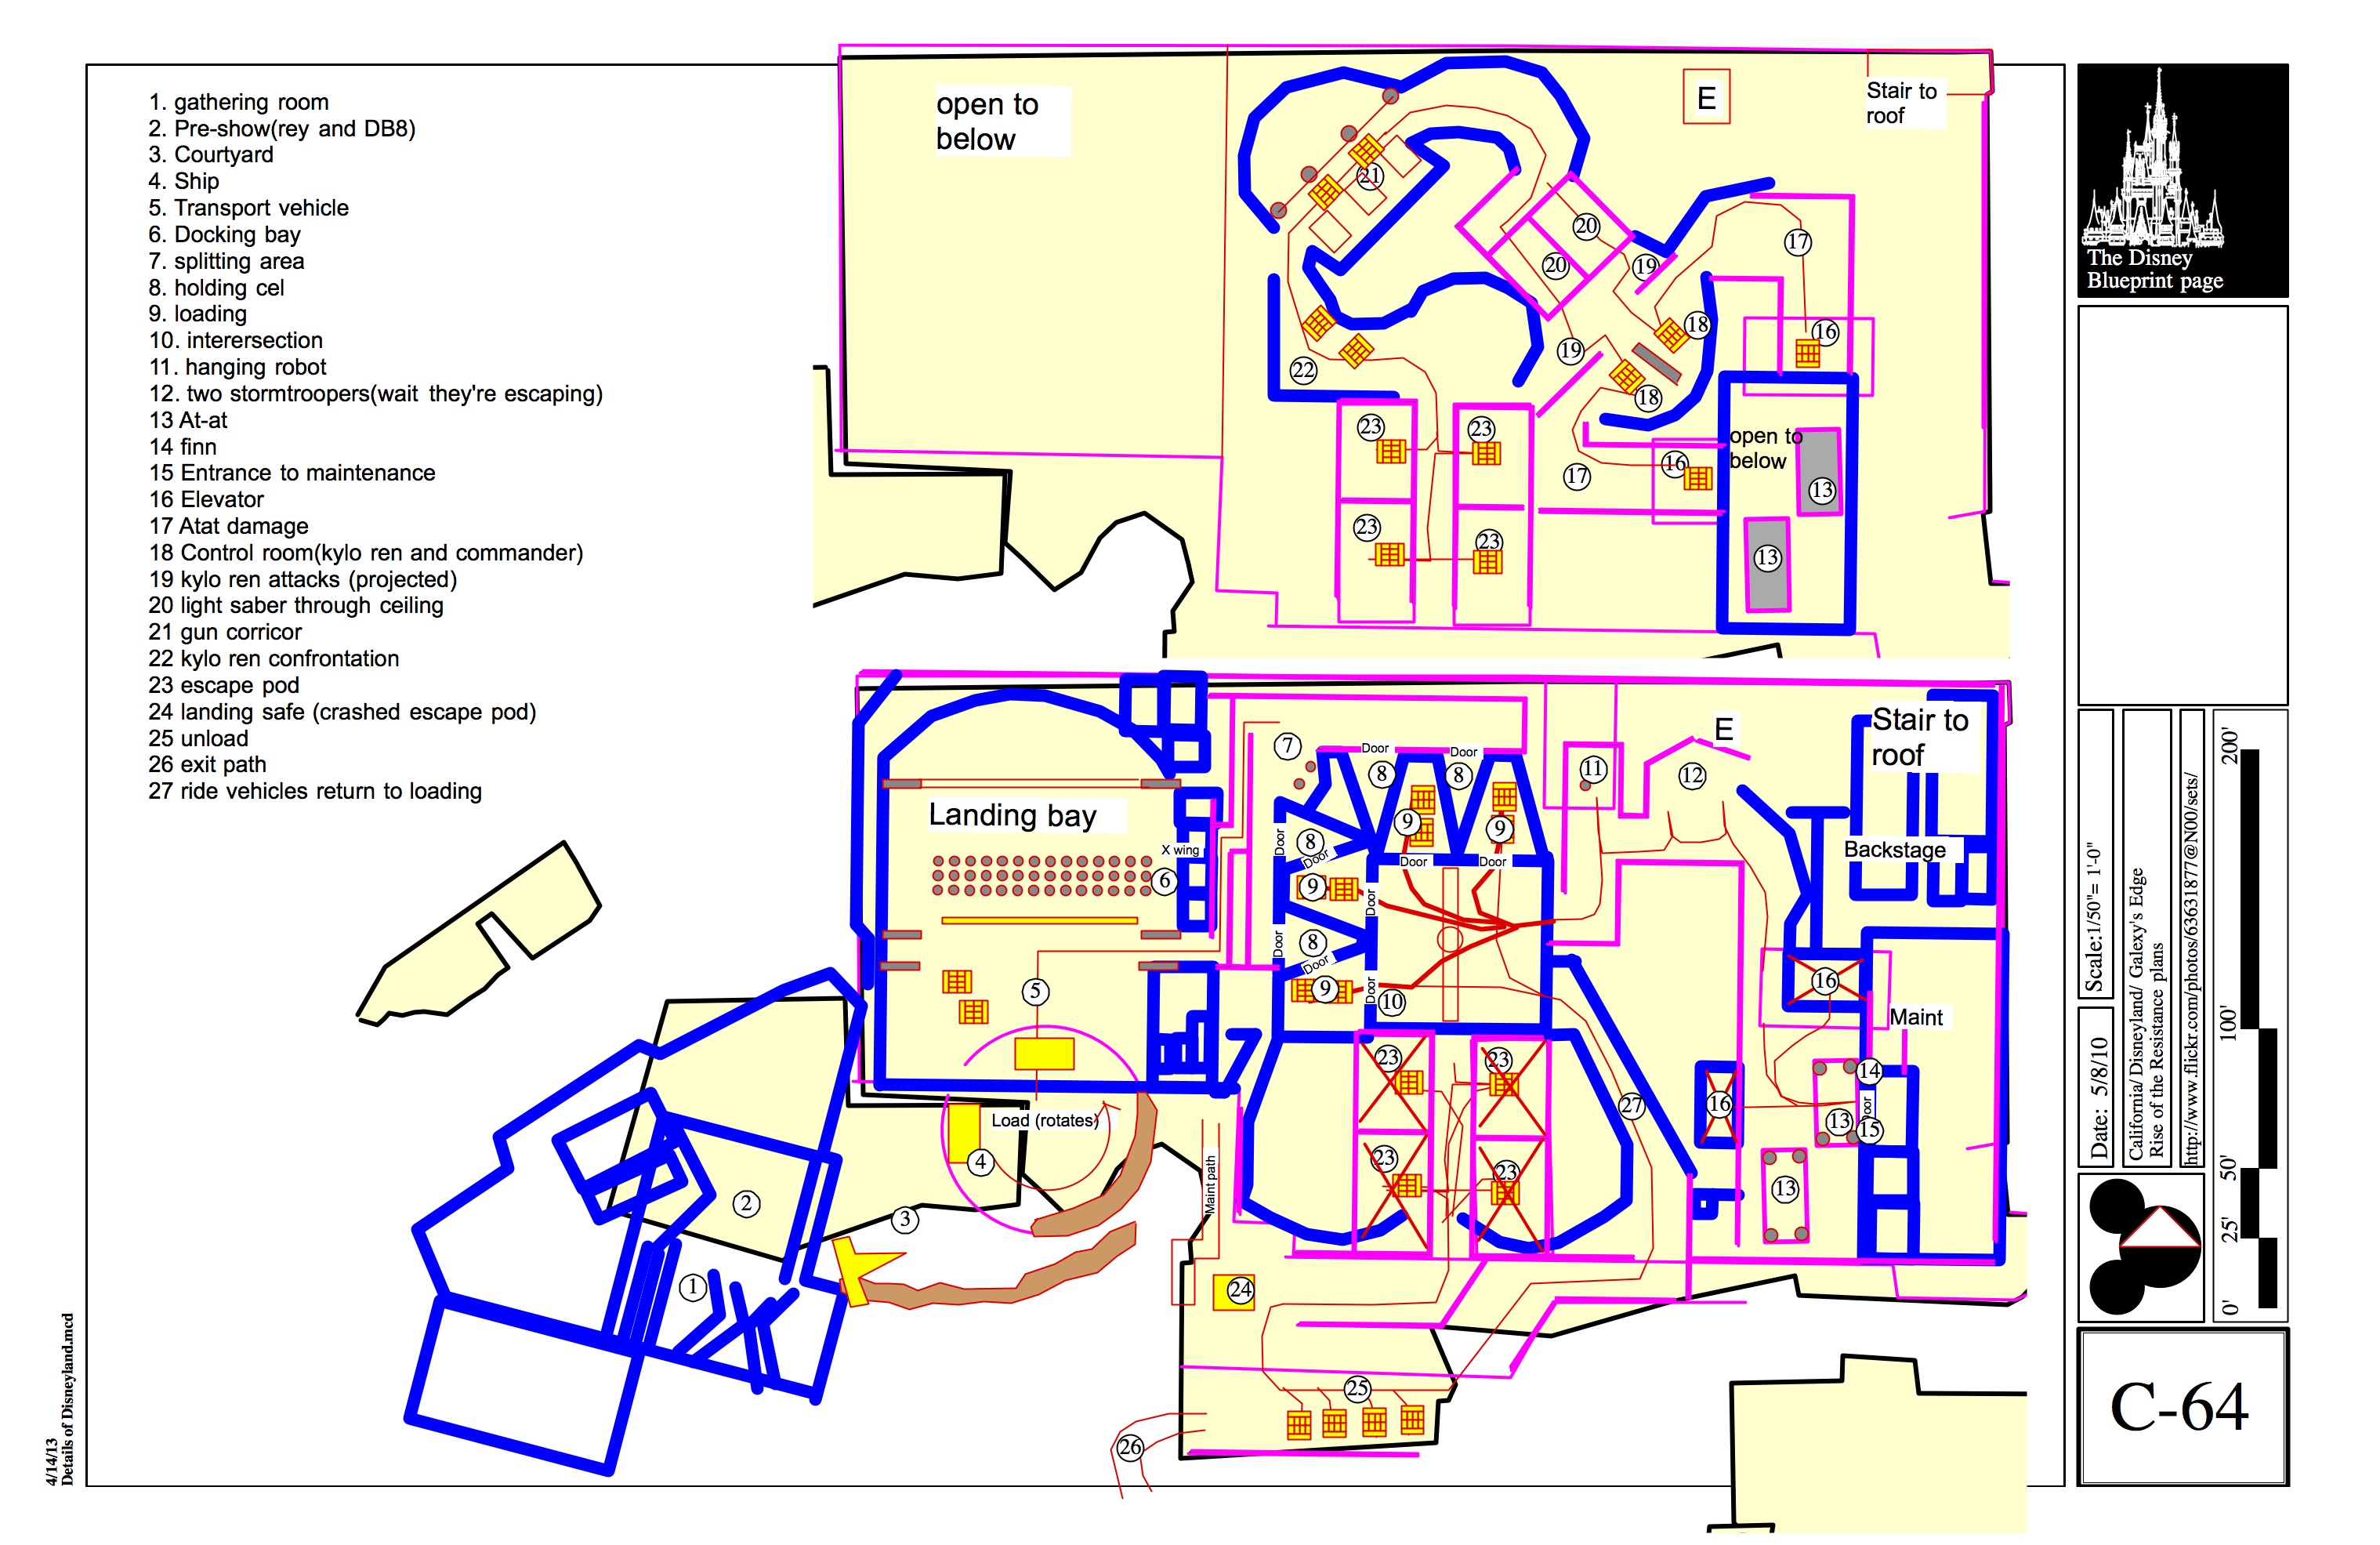 1. gathering room
2. Pre-show(rey and DB8)
3. Courtyard
4. Ship
5. Transport vehicle
6. Docking bay
7. splitting area
8. holding cel
9. loading
10. interersection
11. hanging robot
12. two stormtroopers(wait they're escaping)
13 At-at
14 finn
15 Entrance to maintenance
16 Elevator
17 Atat damage
18 Control room(kylo ren and commander)
19 kylo ren attacks (projected)
20 light saber through ceiling
21 gun corricor
22 kylo ren confrontation
23 escape pod
24 landing safe (crashed escape pod)
25 unload
26 exit path
27 ride vehicles return to loading
open to
below
E
Stair to
roof
21
20
20
19
17
18
16
19
22
18
23
23
16
17
open to
below
13
23
23
13
The Disney
Blueprint page
7
Door
Door
8
8
11
12
E
Stair to
roof
Landing bay
9
9
Door
8
Door
X wing
Door
Door
Backstage
6
9
Door
Door
8
Door
16
5
9
Door
10
Maint
23
23
14
27
16
Load (rotates)
13
Door
15
4
23
23
13
2
3
Maint path
1
24
25
26
Scale:1/50"= 1'-0"
Date: 5/8/10
California/Disneyland/ Galaxy's Edge
Rise of the Resistance plans
http://www.flickr.com/photos/63631877@N00/sets/
200'
100'
50'
25'
0'
C-64
4/14/13
Details of Disneyland.mcd